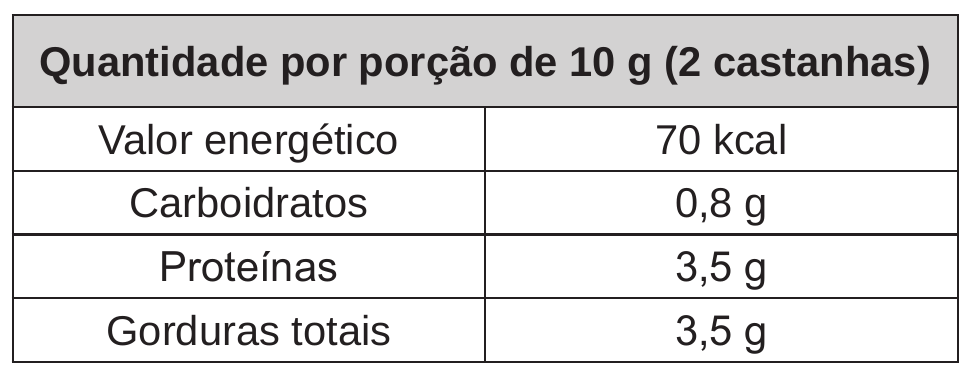 Quantidade por porção de 10 g (2 castanhas)
Valor energético 70 kcal
Carboidratos 0,8 g
Proteínas 3,5 g
Gorduras totais 3,5 g